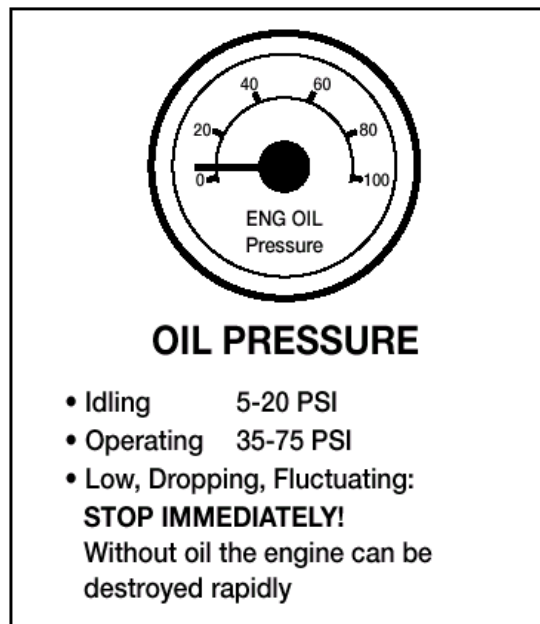 40 60
20 80
0 100
ENG OIL
Pressure
OIL PRESSURE
• Idling 5-20 PSI
• Operating 35-75 PSI
• Low, Dropping, Fluctuating:
STOP IMMEDIATELY!
Without oil the engine can be
destroyed rapidly